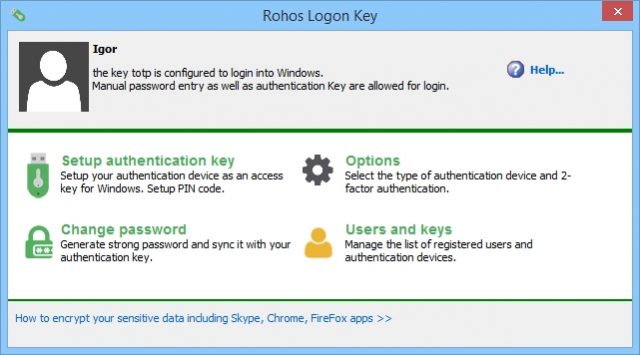 Rohos Logon Key
Igor
the key totp is configured to login into Windows.
Manual password entry as well as authentication Key are allowed for login.
Help...
Setup authentication key
Setup your authentication device as an access
key for Windows. Setup PIN code.
Options
Select the type of authentication device and 2-
factor authentication.
Change password
Generate strong password and sync it with your
authentication key.
Users and keys
Manage the list of registered users and
authentication devices.
How to encrypt your sensitive data including Skype, Chrome, FireFox apps >>